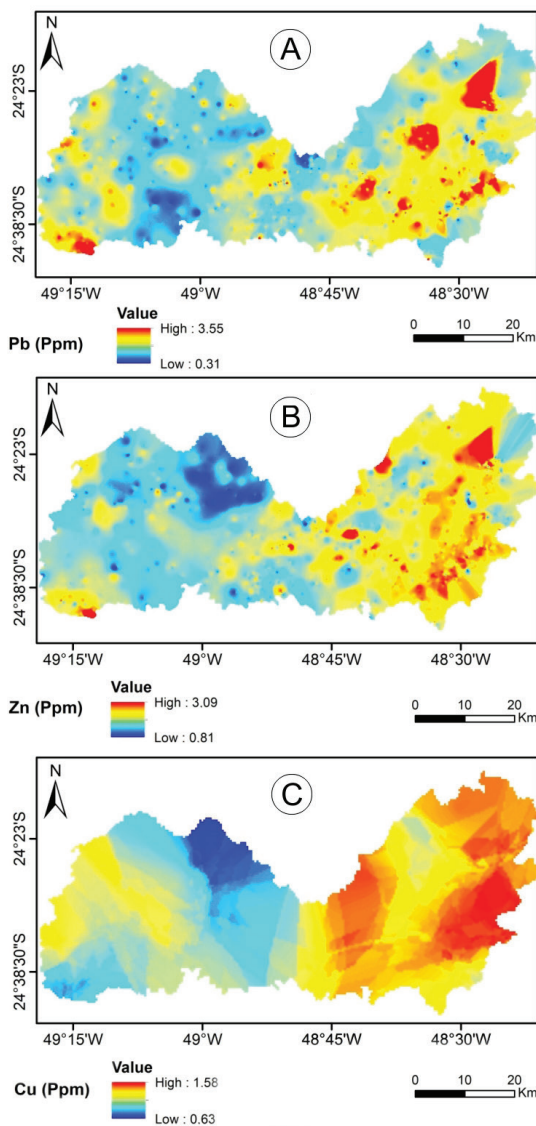 N
A
24°23'S
24°38'30"S
49°15'W 49°W 48°45'W 48°30'W
Value
High : 3.55
Low : 0.31
Pb (Ppm)
0 10 20
Km
N
B
24°23'S
24°38'30"S
49°15'W 49°W 48°45'W 48°30'W
Value
High : 3.09
Low : 0.81
Zn (Ppm)
0 10 20
Km
N
C
24°23'S
24°38'30"S
49°15'W 49°W 48°45'W 48°30'W
Value
High : 1.58
Low : 0.63
Cu (Ppm)
0 10 20
Km